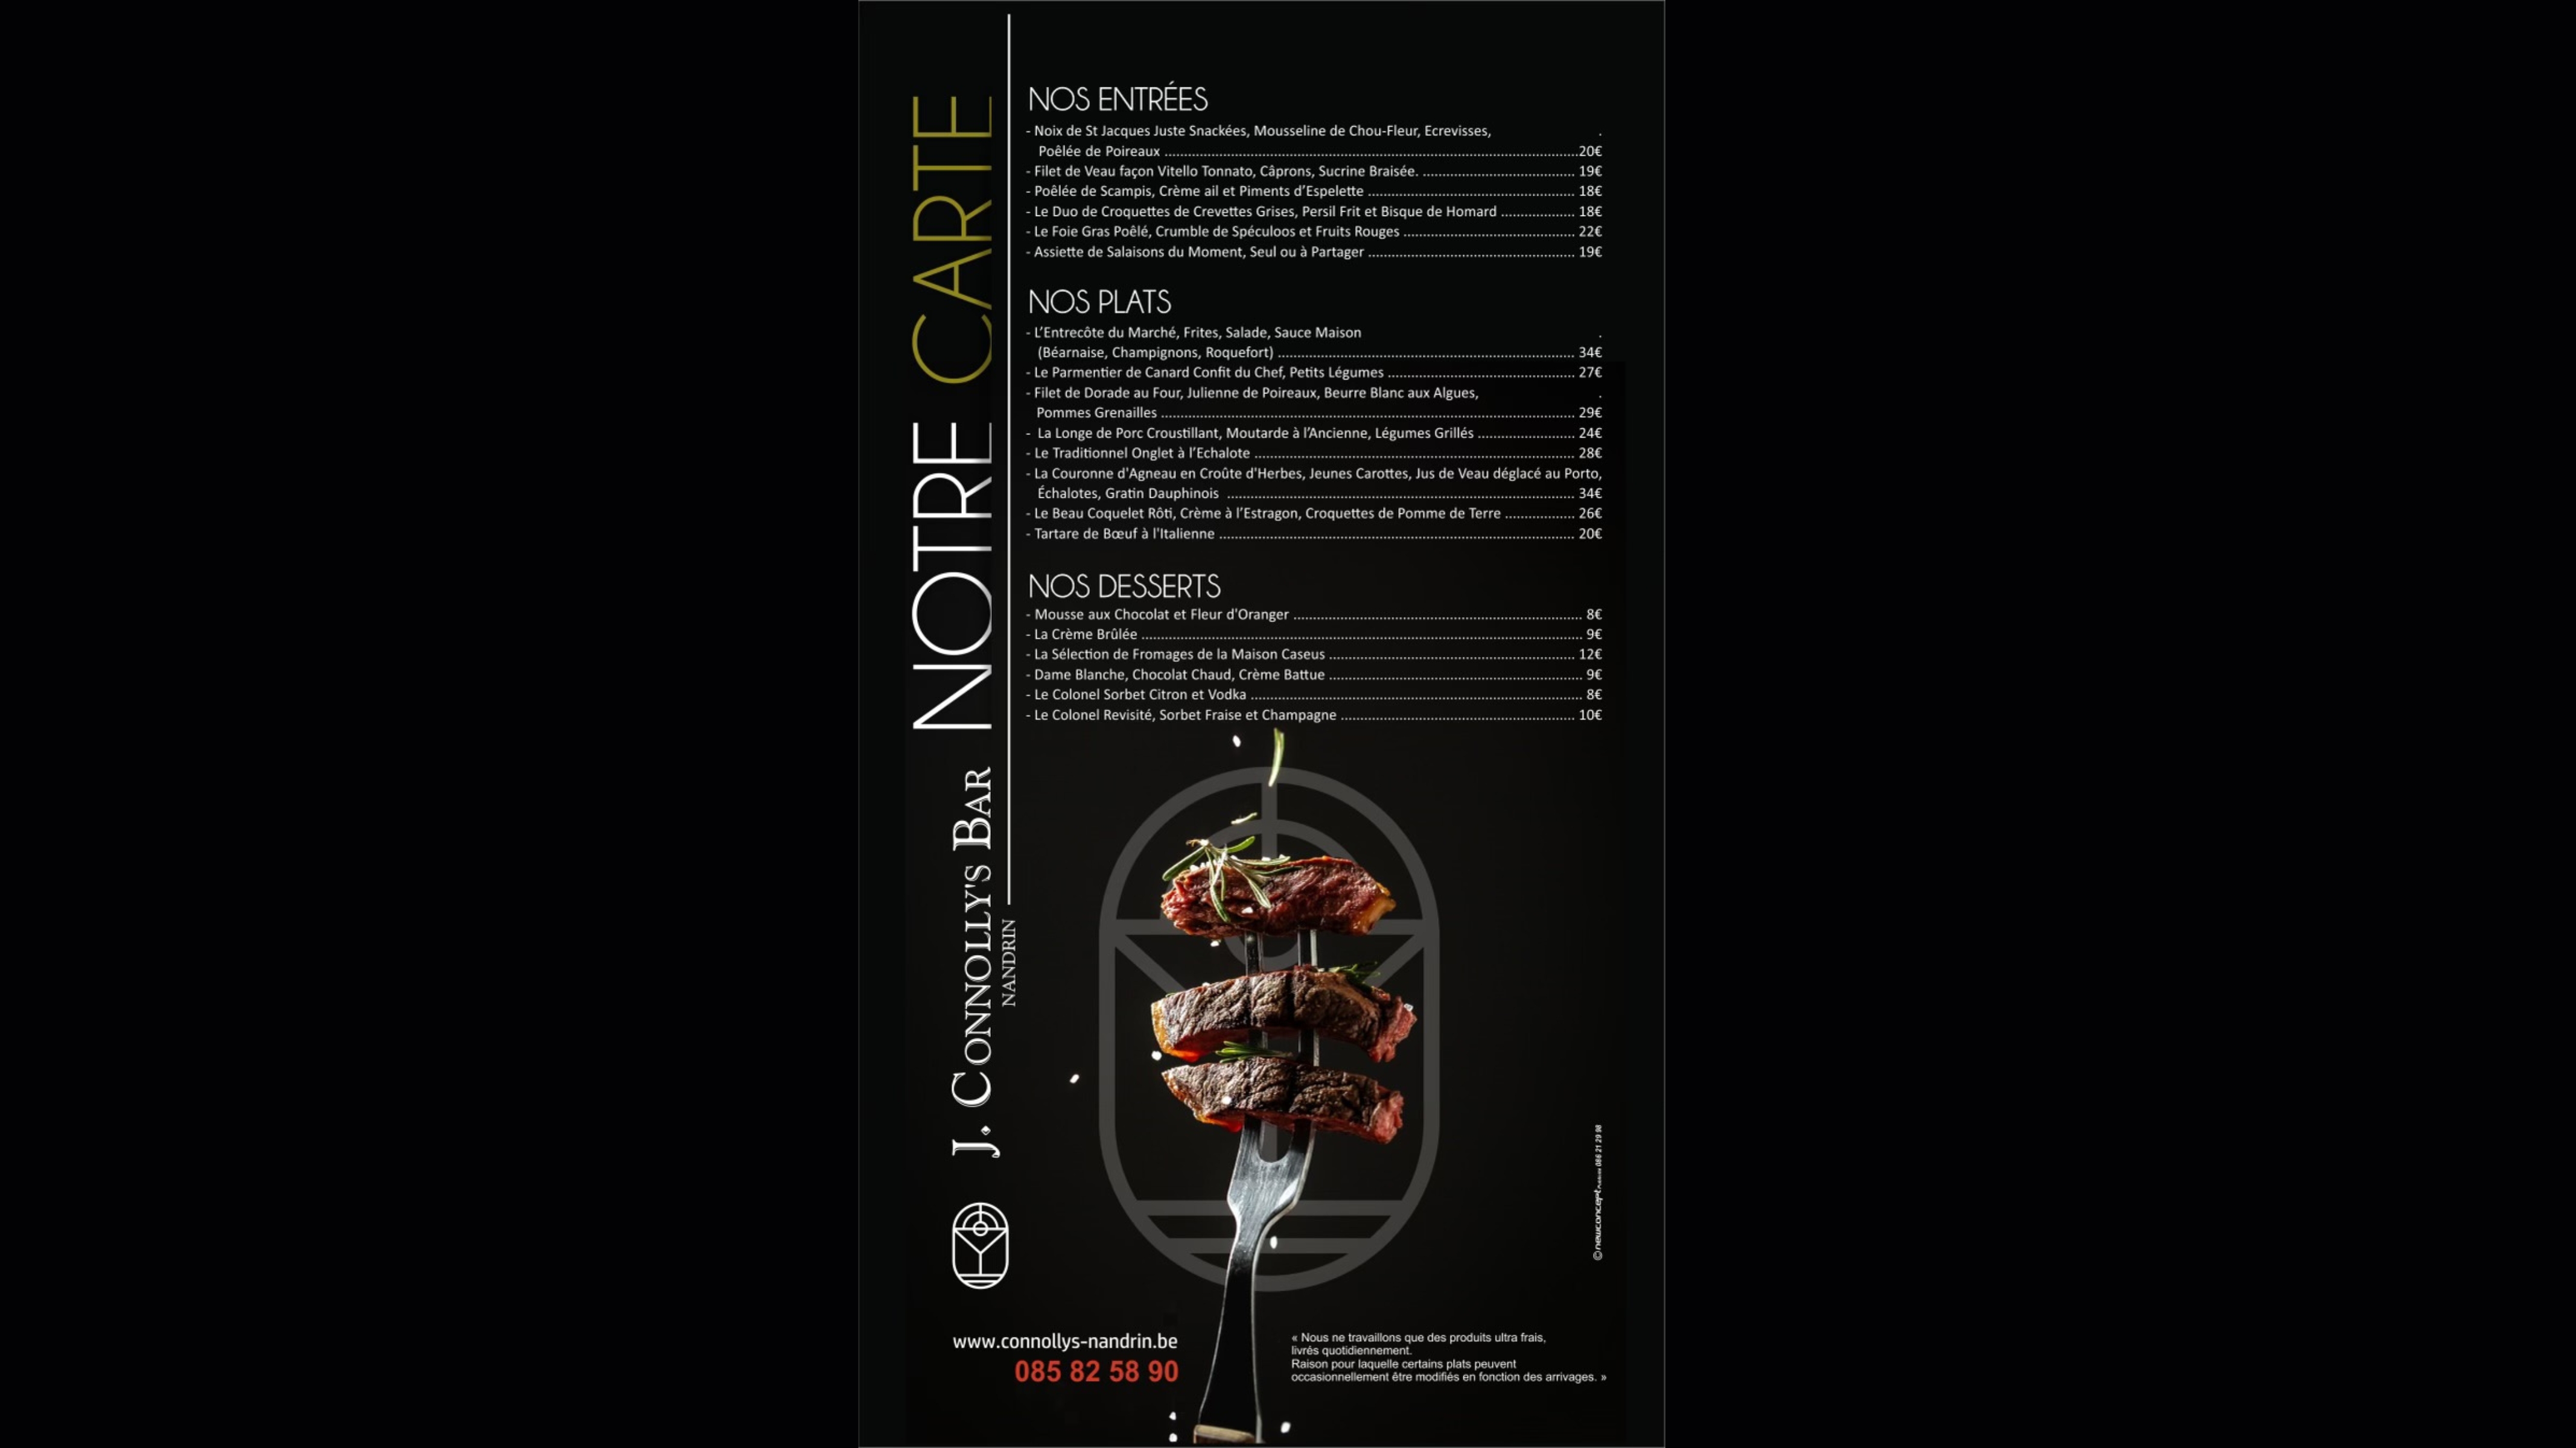 NOTRE CARTE
NOS ENTRÉES
- Noix de St Jacques Juste Snackées, Mousseline de Chou-Fleur, Ecrevisses, .
Poêlée de Poireaux ........................................20€
- Filet de Veau façon Vitello Tonnato, Câprons, Sucrine Braisée. .................... 19€
- Poêlée de Scampis, Crème ail et Piments d’Espelette .................... 18€
- Le Duo de Croquettes de Crevettes Grises, Persil Frit et Bisque de Homard .................. 18€
- Le Foie Gras Poêlé, Crumble de Spéculoos et Fruits Rouges .................... 22€
- Assiette de Salaisons du Moment, Seul ou à Partager .................... 19€
NOS PLATS
- L’Entrecôte du Marché, Frites, Salade, Sauce Maison .
(Béarnaise, Champignons, Roquefort) .................... 34€
- Le Parmentier de Canard Confit du Chef, Petits Légumes .................... 27€
- Filet de Dorade au Four, Julienne de Poireaux, Beurre Blanc aux Algues, .
Pommes Grenailles .................... 29€
- La Longe de Porc Croustillant, Moutarde à l’Ancienne, Légumes Grillés .................... 24€
- Le Traditionnel Onglet à l’Echalote .................... 28€
- La Couronne d'Agneau en Croûte d'Herbes, Jeunes Carottes, Jus de Veau déglacé au Porto,
Échalotes, Gratin Dauphinois .................... 34€
- Le Beau Coquelet Rôti, Crème à l’Estragon, Croquettes de Pomme de Terre ................. 26€
- Tartare de Bœuf à l'Italienne .................... 20€
NOS DESSERTS
- Mousse aux Chocolat et Fleur d'Oranger .................... 8€
- La Crème Brûlée .................... 9€
- La Sélection de Fromages de la Maison Caseus .................... 12€
- Dame Blanche, Chocolat Chaud, Crème Battue .................... 9€
- Le Colonel Sorbet Citron et Vodka .................... 8€
- Le Colonel Revisité, Sorbet Fraise et Champagne .................... 10€
J. CONNOLLY'S BAR
NANDRIN
www.connollys-nandrin.be
085 82 58 90
« Nous ne travaillons que des produits ultra frais,
livrés quotidiennement.
Raison pour laquelle certains plats peuvent
occasionnellement être modifiés en fonction des arrivages. »
©newconcept 086 21 29 98